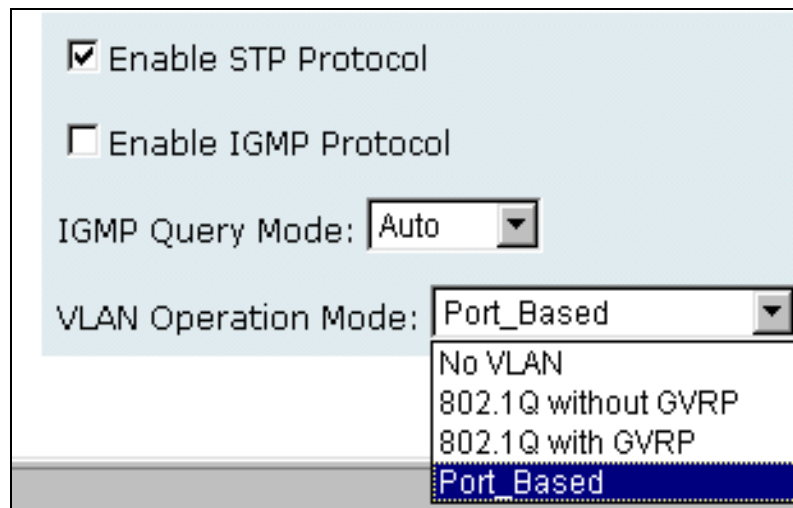 Enable STP Protocol
Enable IGMP Protocol
IGMP Query Mode: Auto
VLAN Operation Mode: Port_Based
No VLAN
802.1Q without GVRP
802.1Q with GVRP
Port_Based